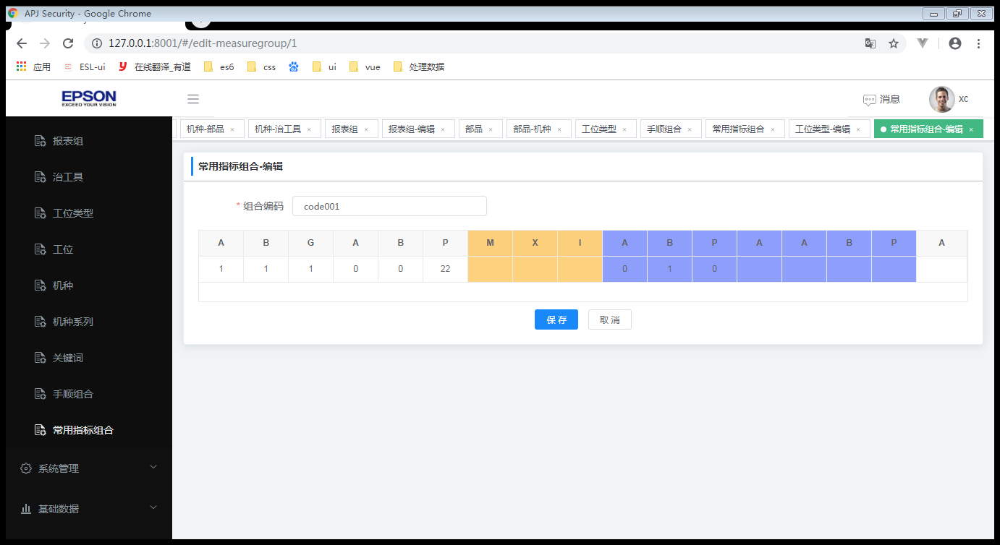 APJ Security - Google Chrome
127.0.0.1:8001/#/edit-measuregroup/1
应用 ESL-ui 在线翻译_有道 es6 css ui vue 处理数据
EPSON
EXCEED YOUR VISION
消息 XC
机种-部品 × 机种-治工具 × 报表组 × 报表组-编辑 × 部品 × 部品-机种 × 工位类型 × 手顺组合 × 常用指标组合 × 工位类型-编辑 × 常用指标组合-编辑 ×
报表组
治工具
工位类型
工位
机种
机种系列
关键词
手顺组合
常用指标组合
系统管理
基础数据
常用指标组合-编辑
* 组合编码 code001
A B G A B P M X I A B P A A B P A
1 1 1 0 0 22 0 1 0
保 存 取 消